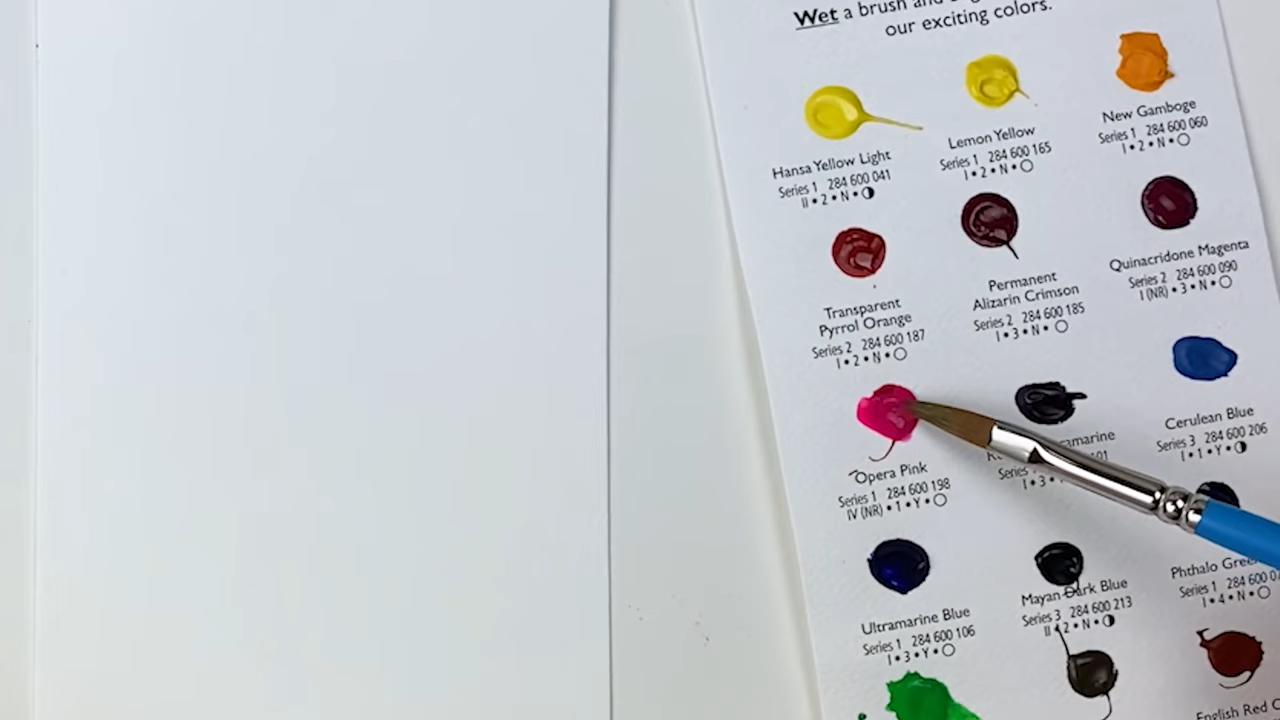 Wet a brush and
our exciting colors.
Hansa Yellow Light
Series 1 284 600 041
II • 2 • N • ◑
Lemon Yellow
Series 1 284 600 165
I • 2 • N • ○
New Gamboge
Series 1 284 600 060
I • 2 • N • ○
Transparent
Pyrrol Orange
Series 2 284 600 187
I • 2 • N • ○
Permanent
Alizarin Crimson
Series 2 284 600 185
I • 3 • N • ○
Quinacridone Magenta
Series 2 284 600 090
I (NR) • 3 • N • ○
Opera Pink
Series 1 284 600 198
IV (NR) • 1 • Y • ○
Series
I • 3 •
Cerulean Blue
Series 3 284 600 206
I • 1 • Y • ◑
Ultramarine Blue
Series 1 284 600 106
I • 3 • Y • ○
Mayan Dark Blue
Series 3 284 600 213
II • 2 • N • ◑
Phthalo
Series 1 284 600
I • 4 • N • ○
English Red